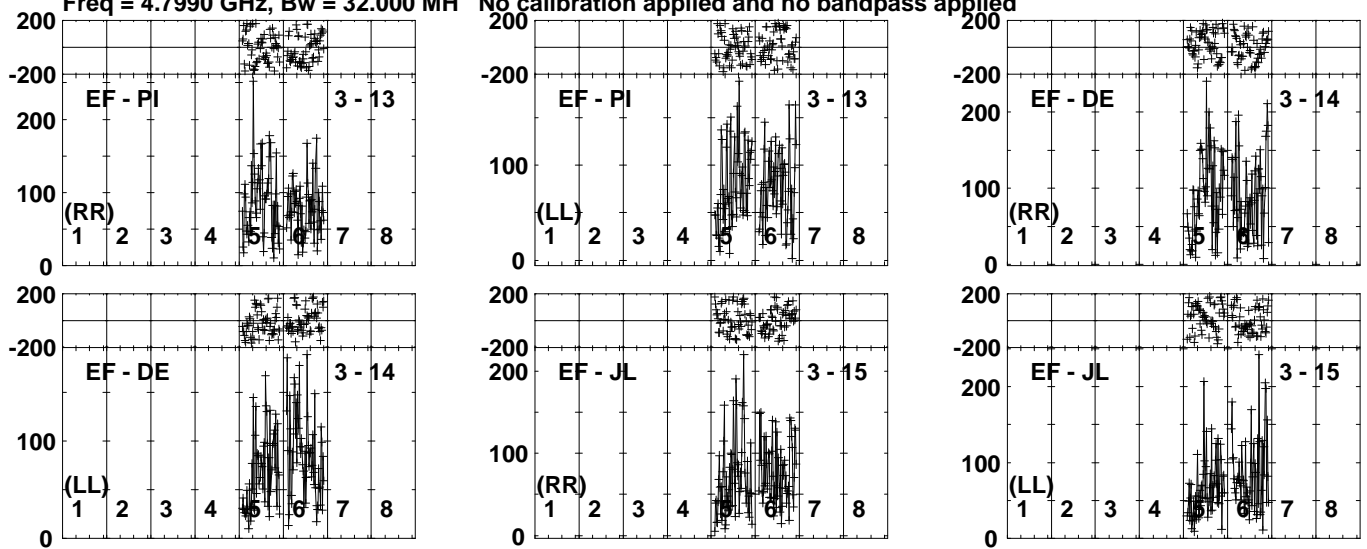 Freq = 4.7990 GHz, Bw = 32.000 MH No calibration applied and no bandpass applied
200 200 200
-200 -200 -200
EF - PI 3 - 13 EF - PI 3 - 13 EF - DE 3 - 14
200 200 200
100 100 100
(RR) (LL) (RR)
1 2 3 4 5 6 7 8 1 2 3 4 5 6 7 8 1 2 3 4 5 6 7 8
0 0 0
200 200 200
-200 -200 -200
EF - DE 3 - 14 EF - JL 3 - 15 EF - JL 3 - 15
200 200
100 100 100
(LL) (RR) (LL)
1 2 3 4 5 6 7 8 1 2 3 4 5 6 7 8 1 2 3 4 5 6 7 8
0 0 0